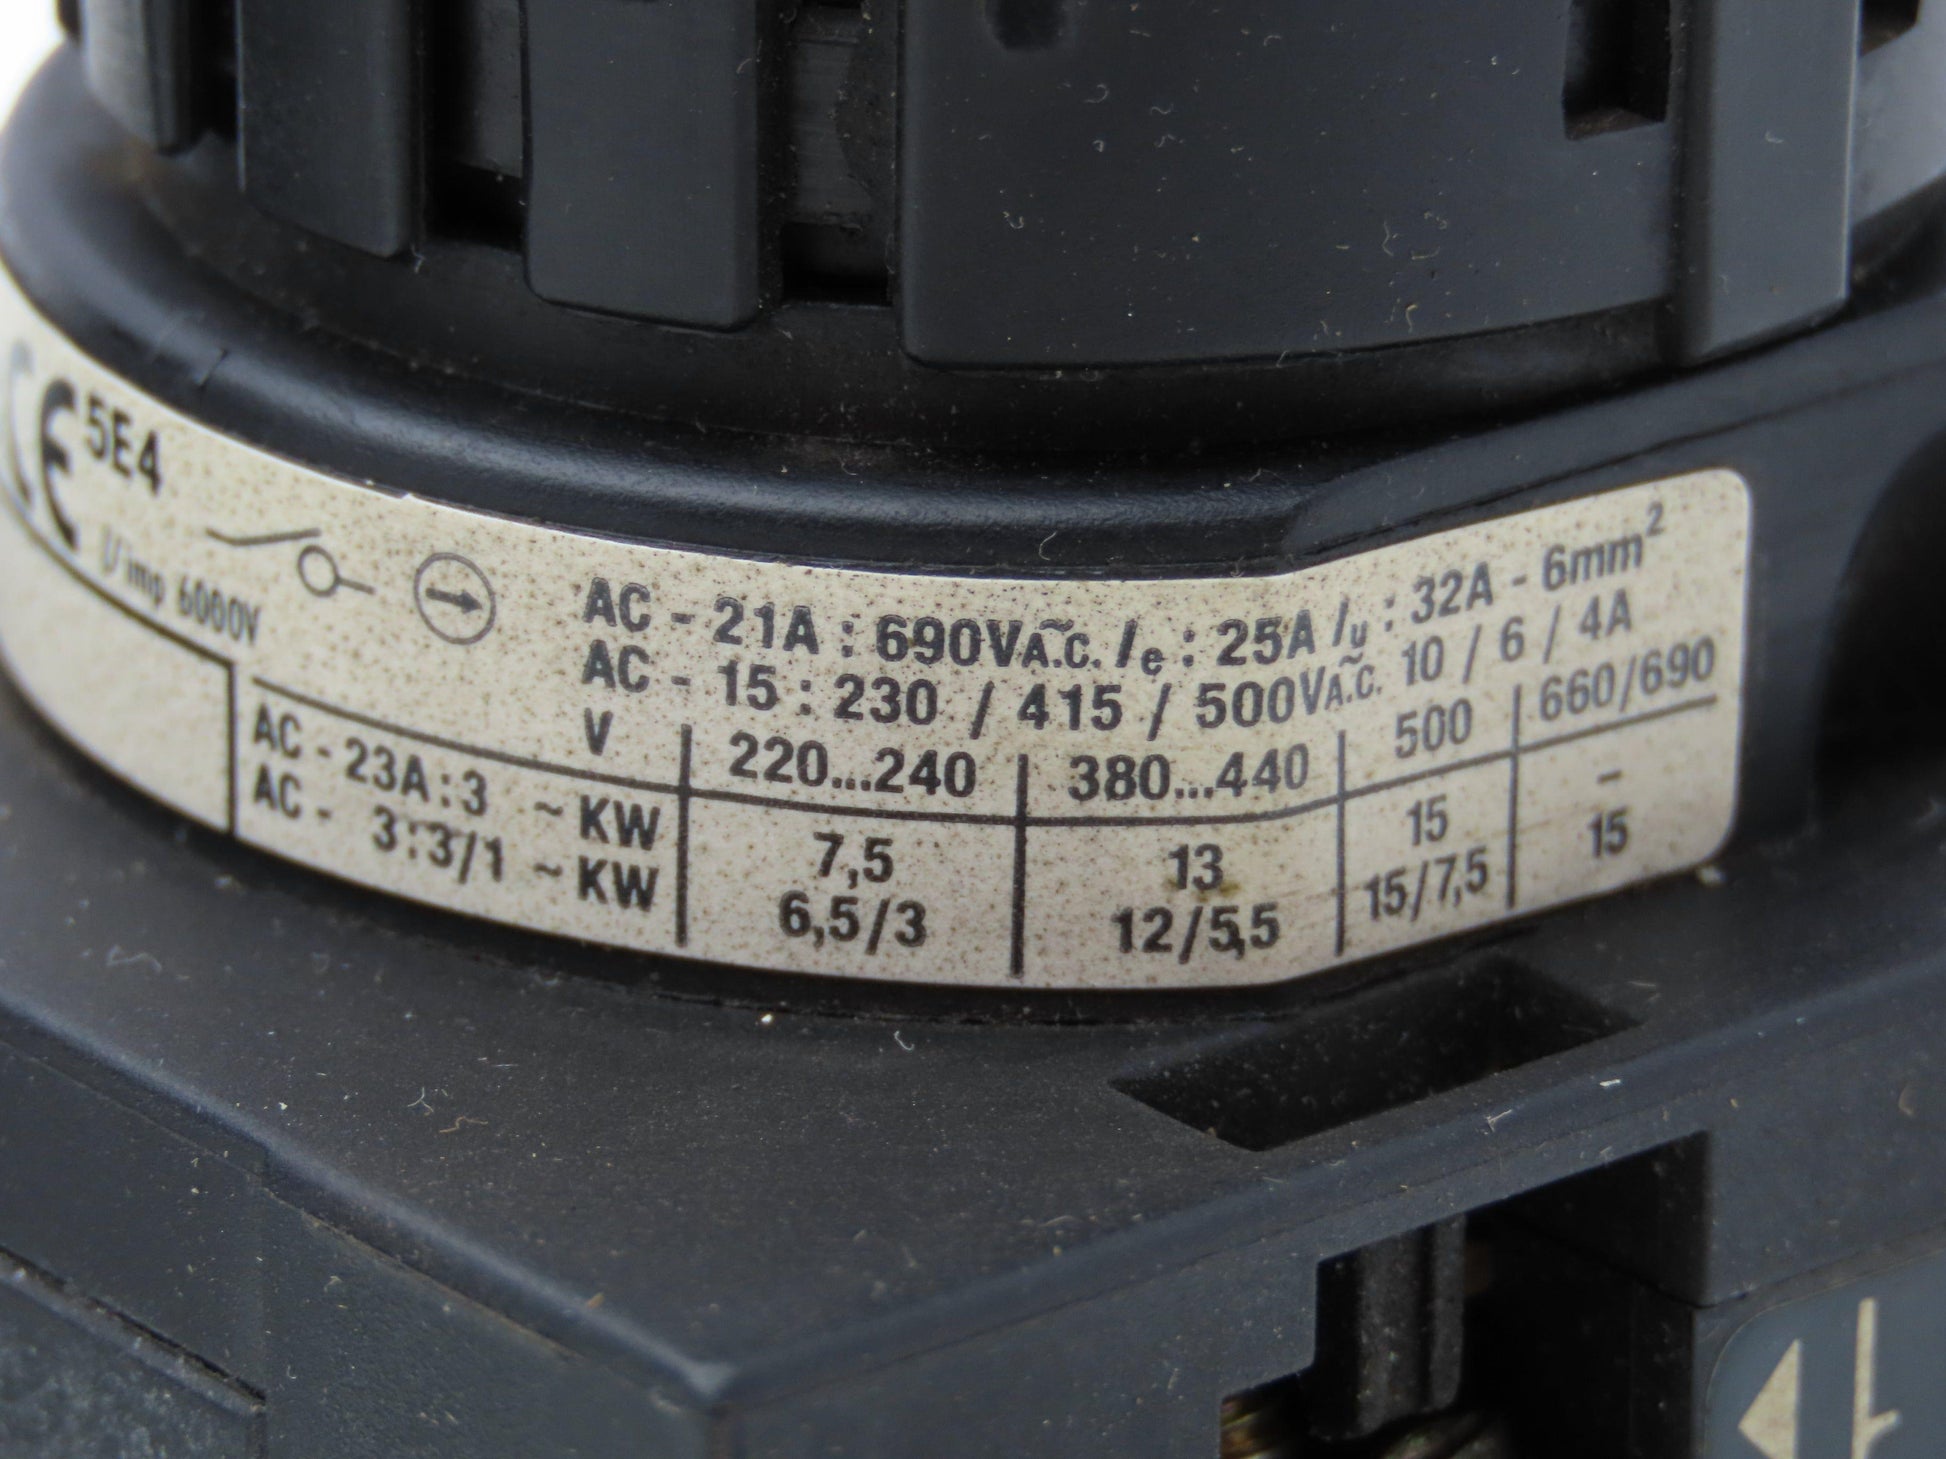 CE 5E4
U imp 6000V
AC - 21A : 690V A.C. Ie : 25A Iu : 32A - 6mm²
AC - 15 : 230 / 415 / 500V A.C. 10 / 6 / 4A
V 220...240 380...440 500 660/690
AC - 23A : 3 ~ KW 7,5 13 15 -
AC - 3 : 3/1 ~ KW 6,5/3 12/5,5 15/7,5 15